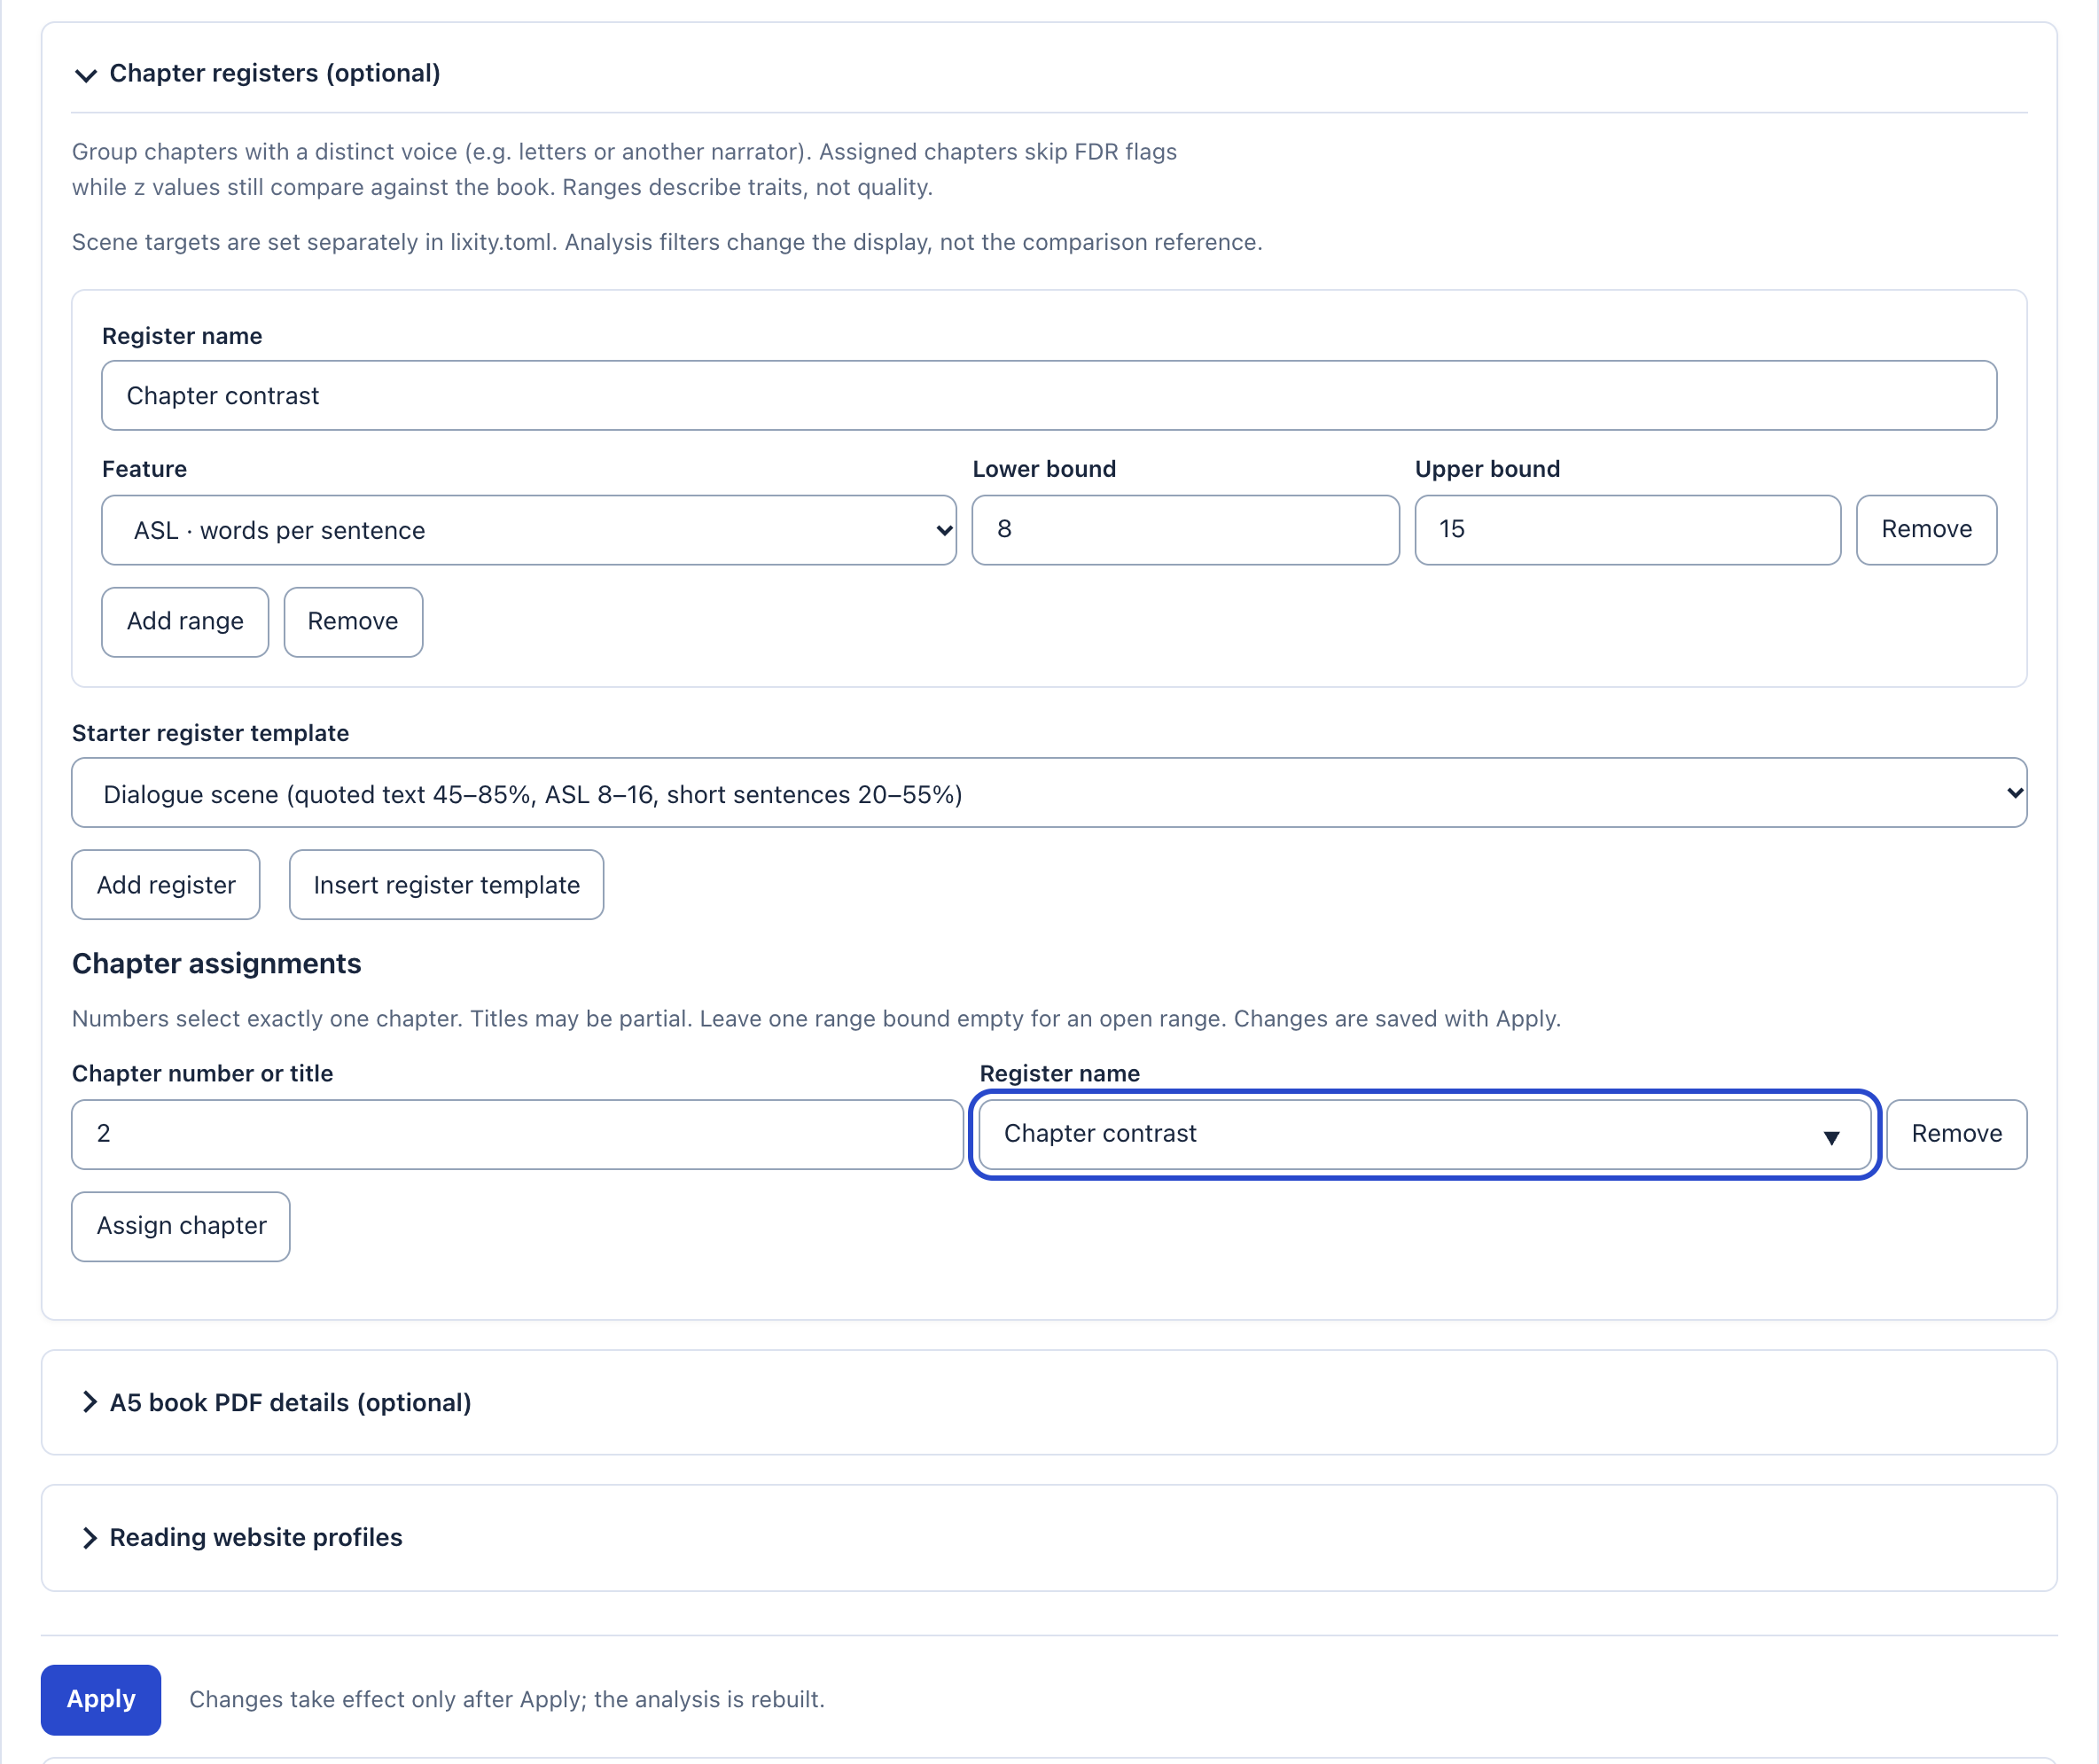 Chapter registers (optional)
Group chapters with a distinct voice (e.g. letters or another narrator). Assigned chapters skip FDR flags
while z values still compare against the book. Ranges describe traits, not quality.
Scene targets are set separately in lixity.toml. Analysis filters change the display, not the comparison reference.
Register name
Chapter contrast
Feature Lower bound Upper bound
ASL · words per sentence 8 15 Remove
Add range Remove
Starter register template
Dialogue scene (quoted text 45–85%, ASL 8–16, short sentences 20–55%)
Add register Insert register template
Chapter assignments
Numbers select exactly one chapter. Titles may be partial. Leave one range bound empty for an open range. Changes are saved with Apply.
Chapter number or title Register name
2 Chapter contrast Remove
Assign chapter
A5 book PDF details (optional)
Reading website profiles
Apply Changes take effect only after Apply; the analysis is rebuilt.